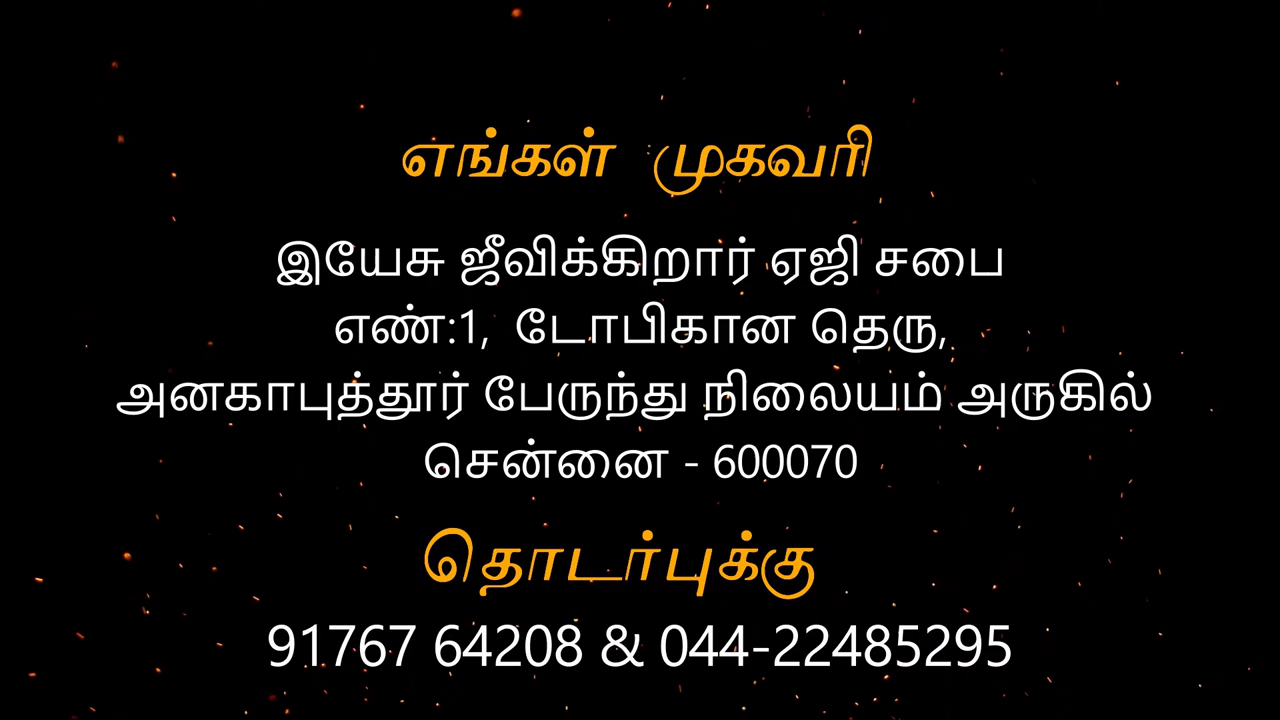 எங்கள் முகவரி
இயேசு ஜீவிக்கிறார் ஏஜி சபை
எண்:1, டோபிகான தெரு,
அனகாபுத்தூர் பேருந்து நிலையம் அருகில்
சென்னை - 600070
தொடர்புக்கு
91767 64208 & 044-22485295